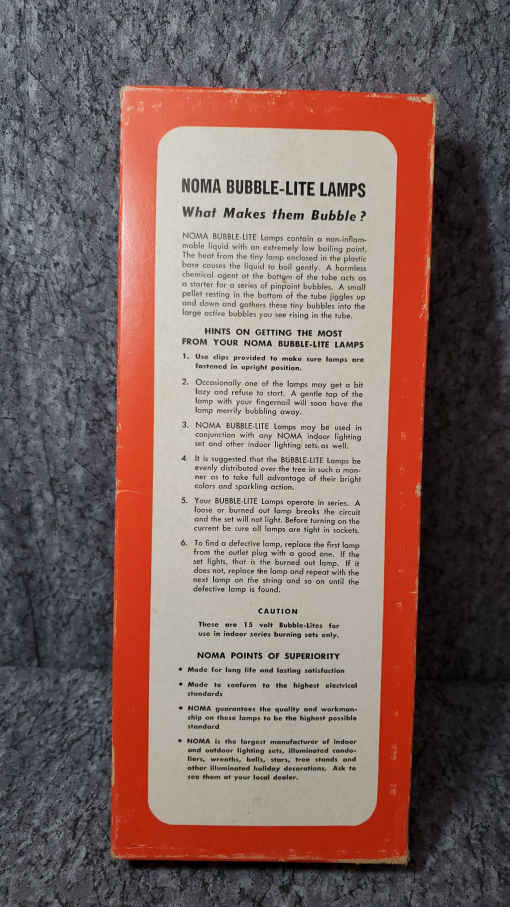 NOMA BUBBLE-LITE LAMPS
What Makes them Bubble?
NOMA BUBBLE-LITE Lamps contain a non-inflam-
mable liquid with an extremely low boiling point.
The heat from the tiny lamp enclosed in the plastic
base causes the liquid to boil gently. A harmless
chemical agent at the bottom of the tube acts as
a starter for a series of pinpoint bubbles. A small
pellet resting in the bottom of the tube jiggles up
and down and gathers these tiny bubbles into the
large active bubbles you see rising in the tube.
HINTS ON GETTING THE MOST
FROM YOUR NOMA BUBBLE-LITE LAMPS
1. Use clips provided to make sure lamps are
fastened in upright position.
2. Occasionally one of the lamps may get a bit
lazy and refuse to start. A gentle tap of the
lamp with your fingernail will soon have the
lamp merrily bubbling away.
3. NOMA BUBBLE-LITE Lamps may be used in
conjunction with any NOMA indoor lighting
set and other indoor lighting sets as well.
4. It is suggested that the BUBBLE-LITE Lamps be
evenly distributed over the tree in such a man-
ner as to take full advantage of their bright
colors and sparkling action.
5. Your BUBBLE-LITE Lamps operate in series. A
loose or burned out lamp breaks the circuit
and the set will not light. Before turning on the
current be sure all lamps are tight in sockets.
6. To find a defective lamp, replace the first lamp
from the outlet plug with a good one. If the
set lights, that is the burned out lamp. If it
does not, replace the lamp and repeat with the
next lamp on the string and so on until the
defective lamp is found.
CAUTION
These are 15 volt Bubble-Lites for
use in indoor series burning sets only.
NOMA POINTS OF SUPERIORITY
• Made for long life and lasting satisfaction
• Made to conform to the highest electrical
standards
• NOMA guarantees the quality and workman-
ship on these lamps to be the highest possible
standard
• NOMA is the largest manufacturer of indoor
and outdoor lighting sets, illuminated cando-
liers, wreaths, bells, stars, tree stands and
other illuminated holiday decorations. Ask to
see them at your local dealer.